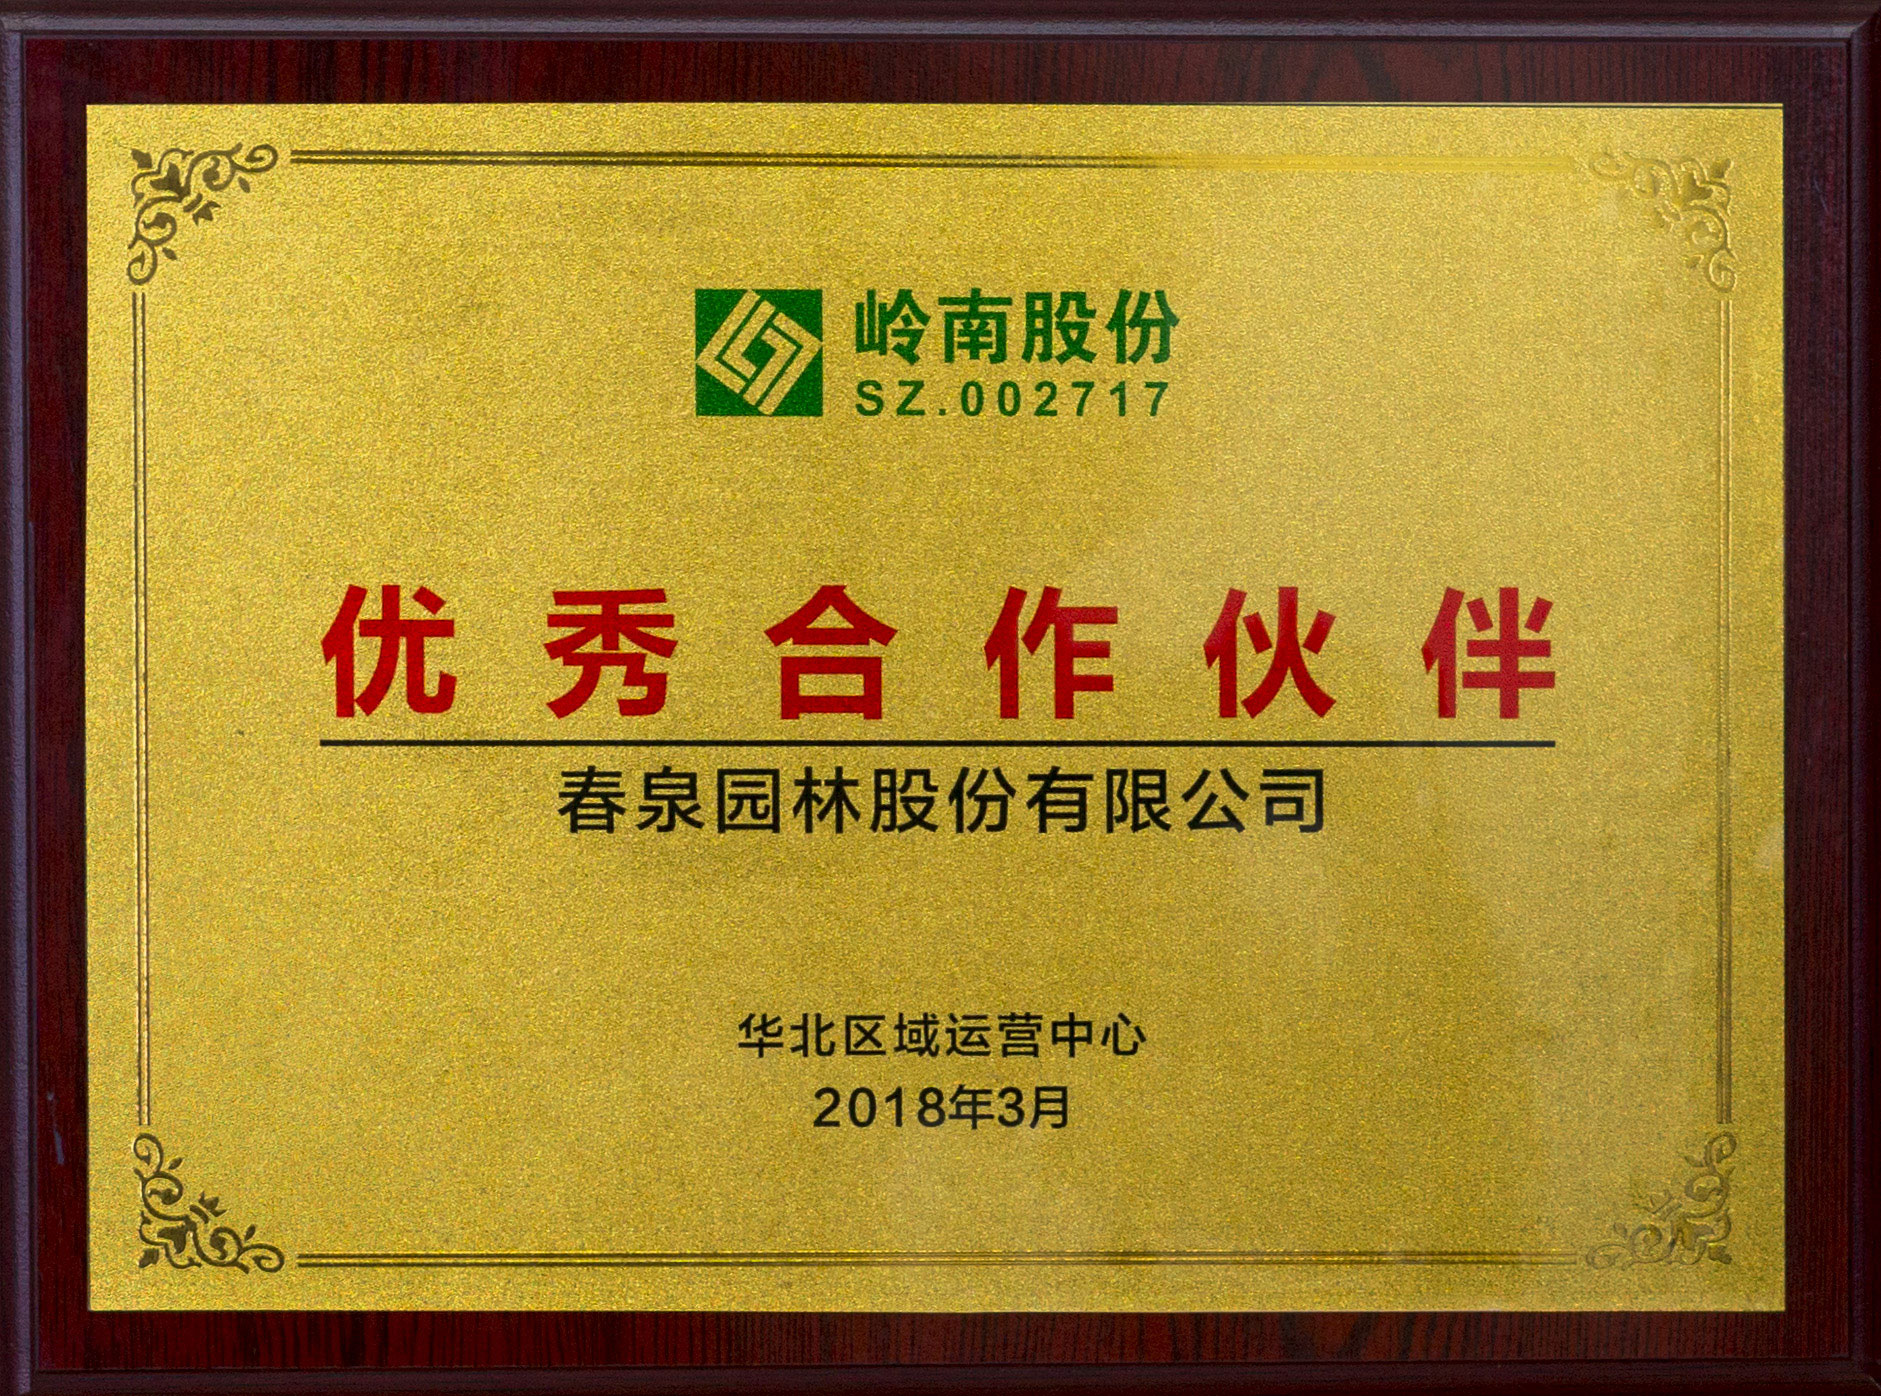 岭南股份
SZ.002717
优秀合作伙伴
春泉园林股份有限公司
华北区域运营中心
2018年3月